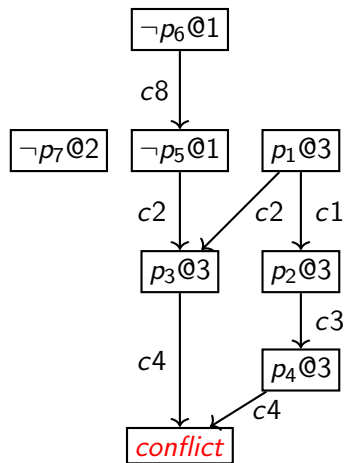 ¬p₆@1
c8
¬p₇@2 ¬p₅@1 p₁@3
c2 c2 c1
p₃@3 p₂@3
c3
c4 p₄@3
c4
conflict